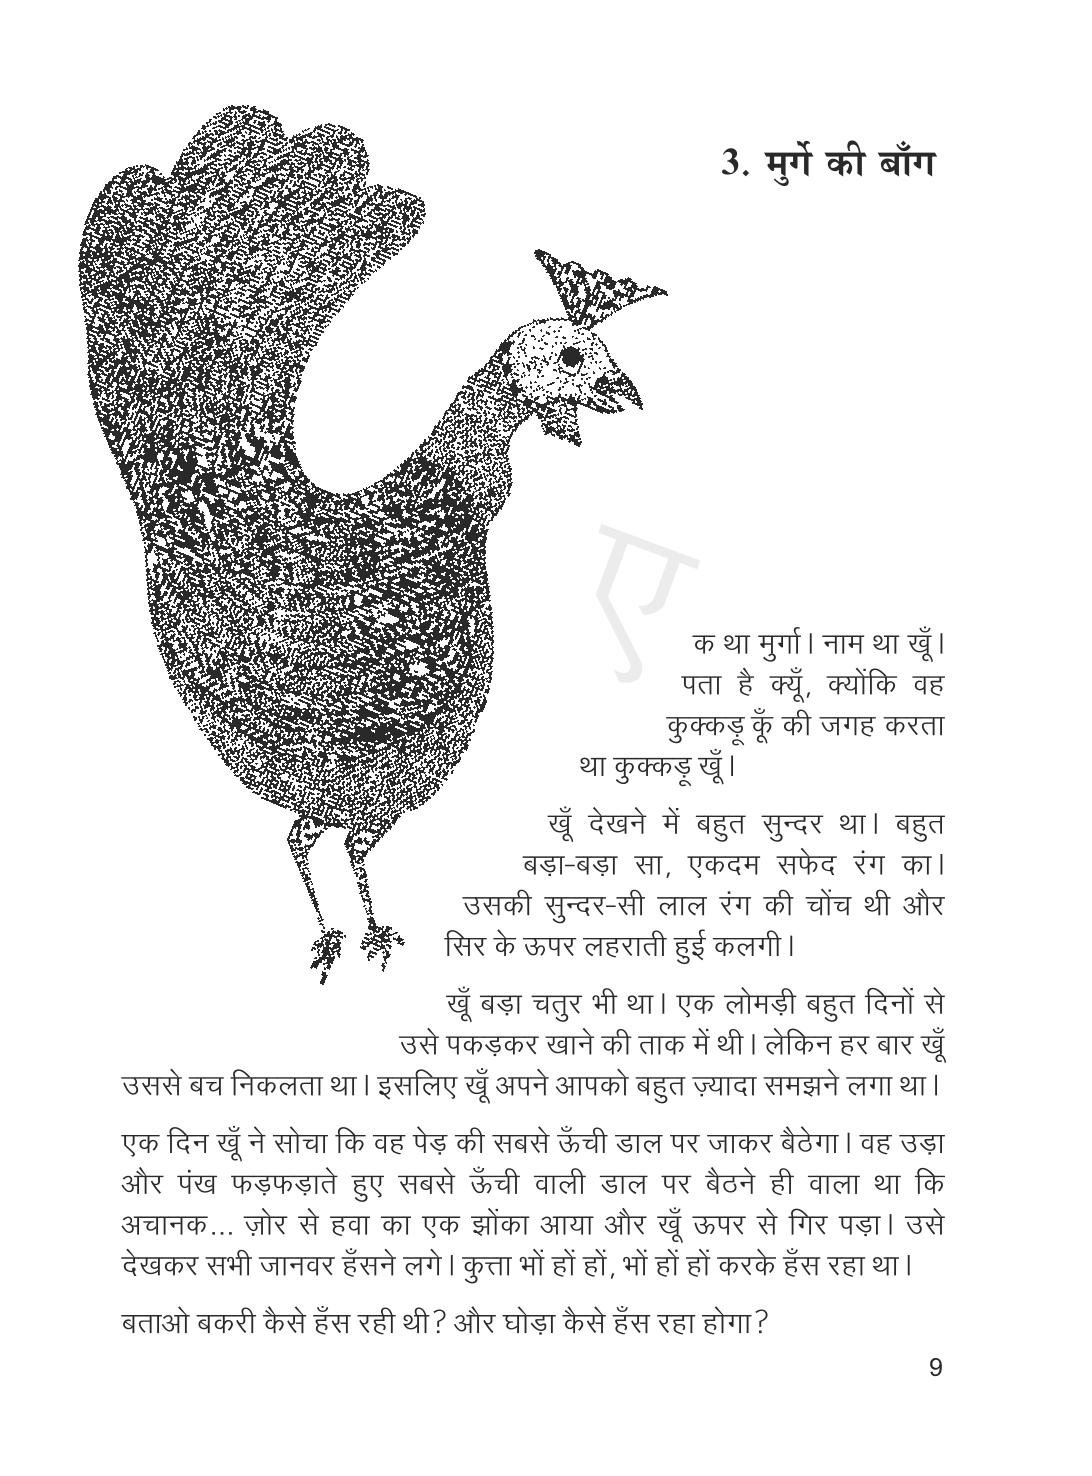 3. मुर्गे की बाँग
ए
क था मुर्गा। नाम था खूँ।
पता है क्यूँ, क्योंकि वह
कुक्कड़ू कूँ की जगह करता
था कुक्कड़ू खूँ।
खूँ देखने में बहुत सुन्दर था। बहुत
बड़ा-बड़ा सा, एकदम सफेद रंग का।
उसकी सुन्दर-सी लाल रंग की चोंच थी और
सिर के ऊपर लहराती हुई कलगी।
खूँ बड़ा चतुर भी था। एक लोमड़ी बहुत दिनों से
उसे पकड़कर खाने की ताक में थी। लेकिन हर बार खूँ
उससे बच निकलता था। इसलिए खूँ अपने आपको बहुत ज़्यादा समझने लगा था।
एक दिन खूँ ने सोचा कि वह पेड़ की सबसे ऊँची डाल पर जाकर बैठेगा। वह उड़ा
और पंख फड़फड़ाते हुए सबसे ऊँची वाली डाल पर बैठने ही वाला था कि
अचानक... ज़ोर से हवा का एक झोंका आया और खूँ ऊपर से गिर पड़ा। उसे
देखकर सभी जानवर हँसने लगे। कुत्ता भों हों हों, भों हों हों करके हँस रहा था।
बताओ बकरी कैसे हँस रही थी? और घोड़ा कैसे हँस रहा होगा?
9